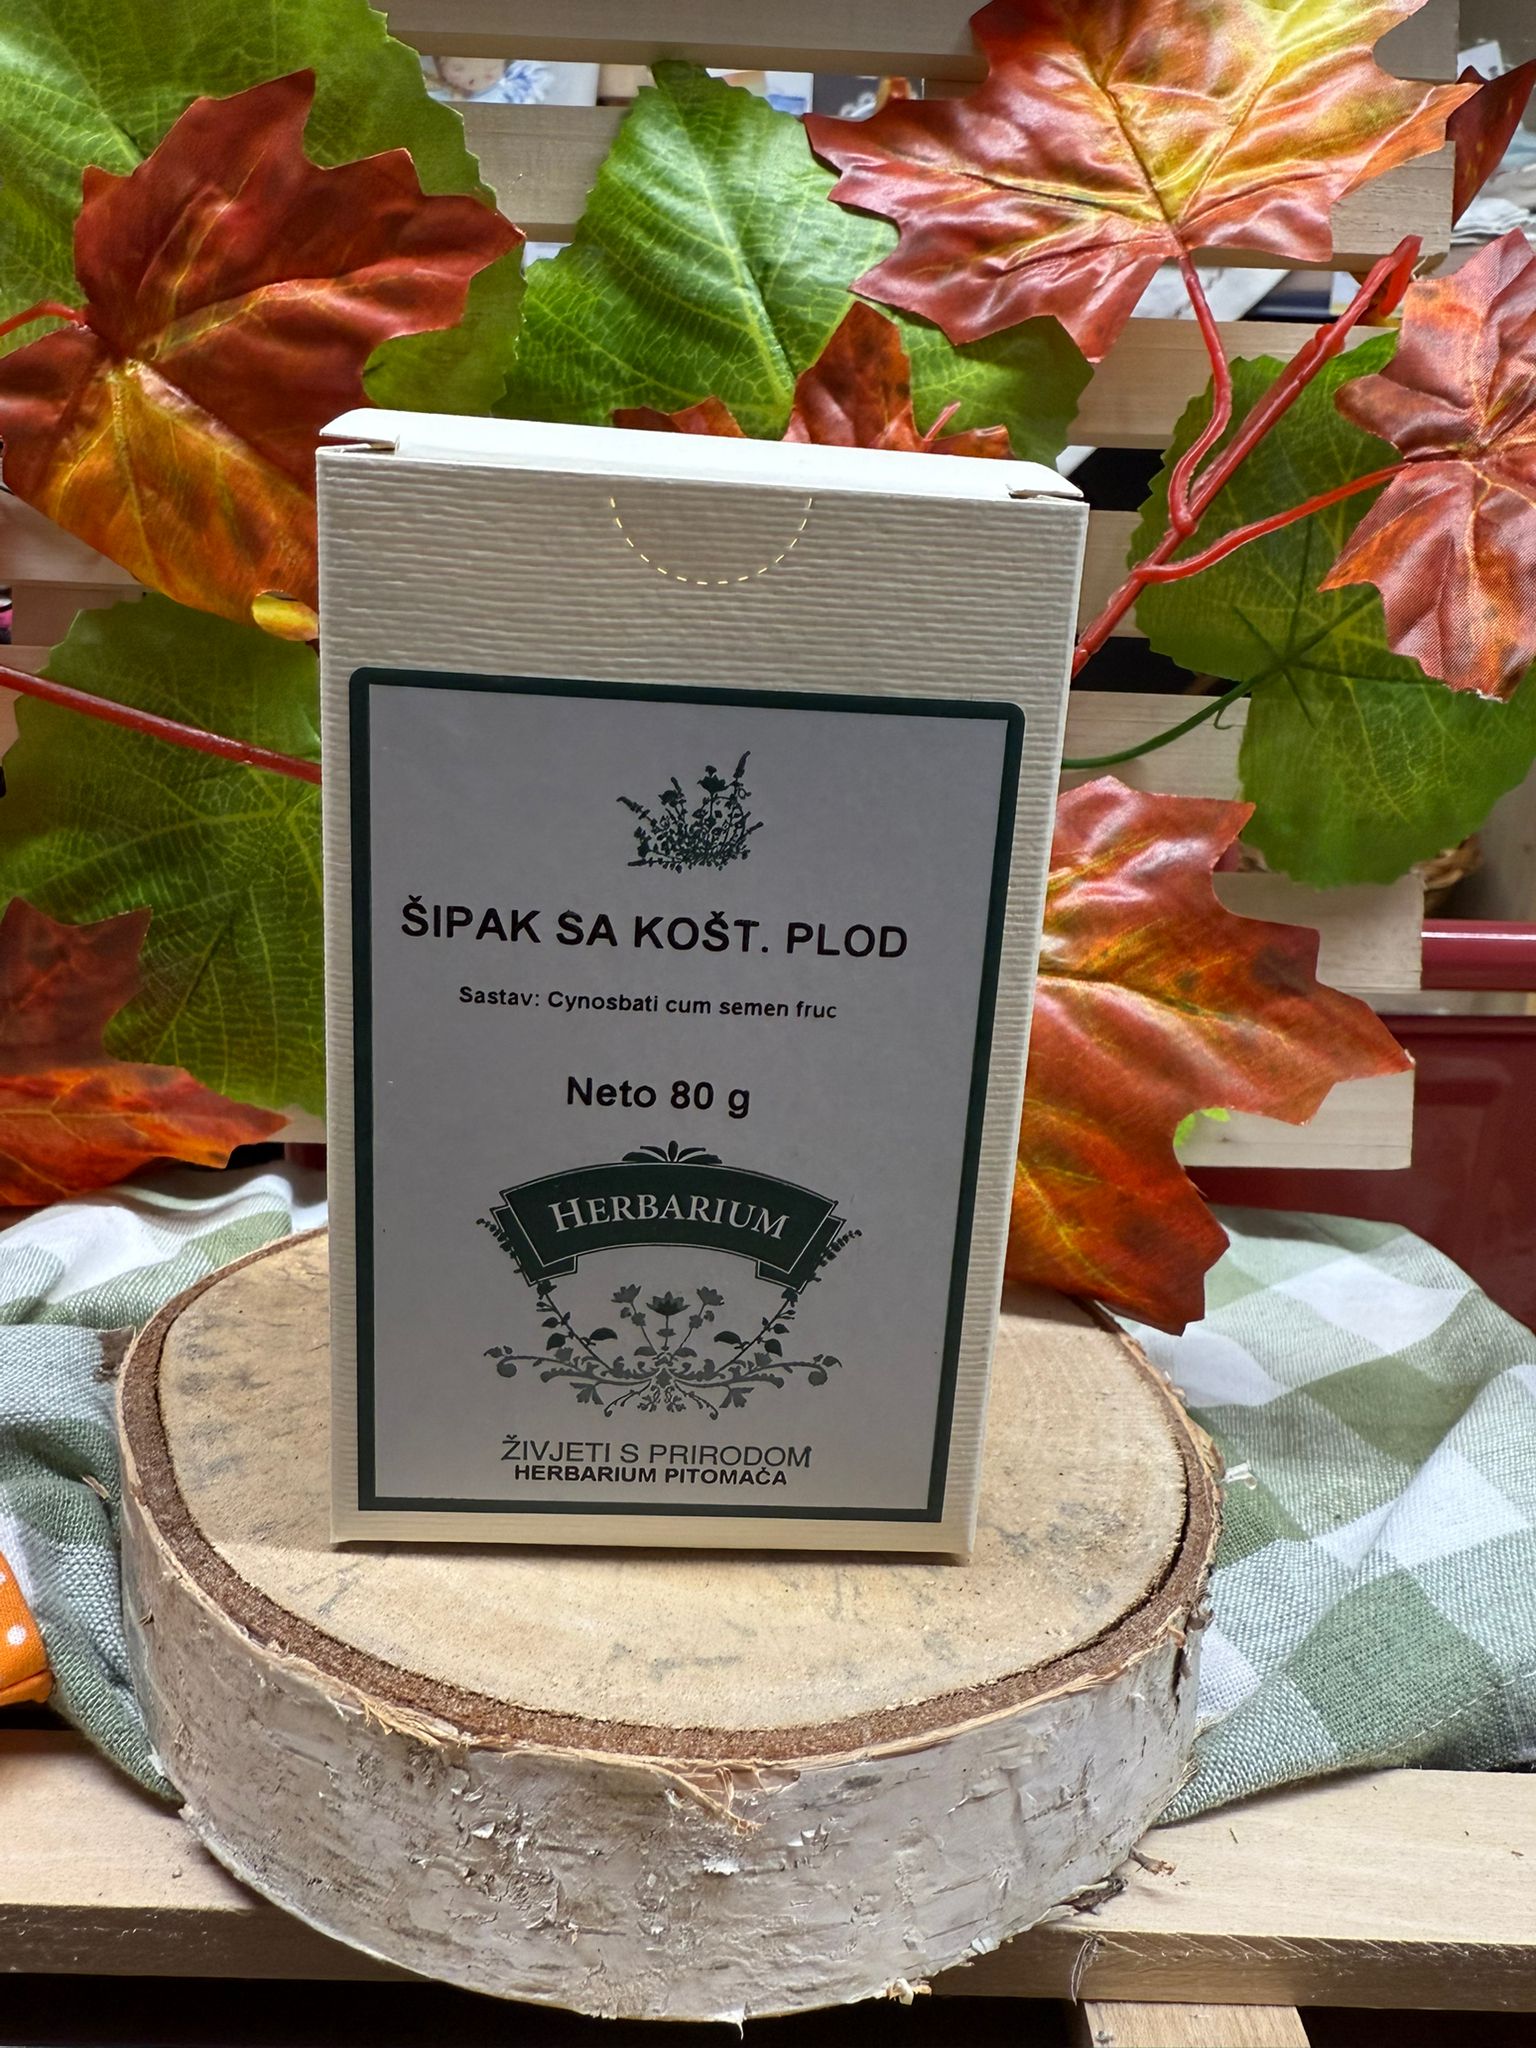 ŠIPAK SA KOŠT. PLOD
Sastav: Cynosbati cum semen fruc
Neto 80 g
HERBARIUM
ŽIVJETI S PRIRODOM
HERBARIUM PITOMAČA